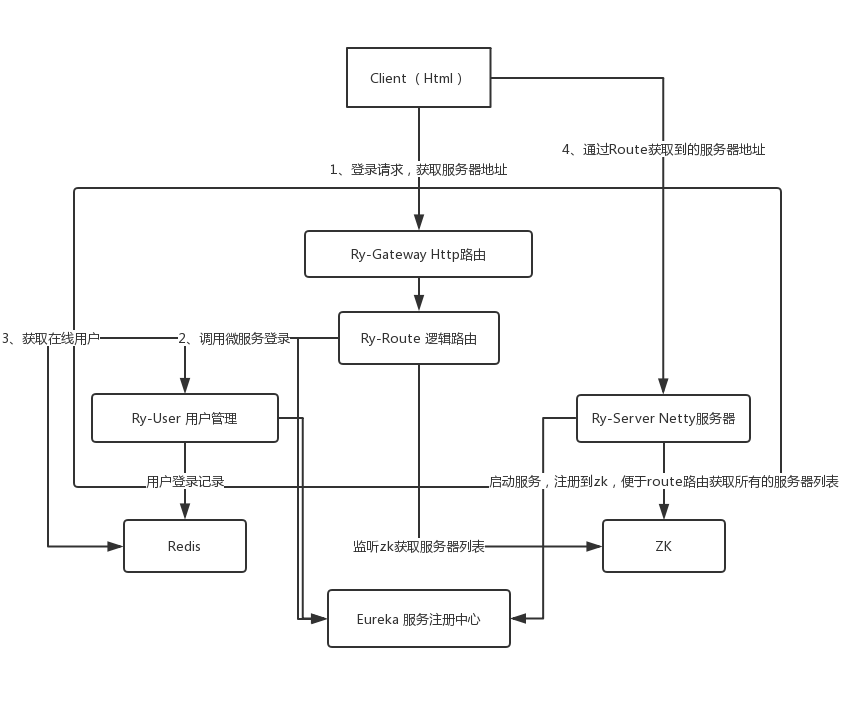 Client（Html）
4、通过Route获取到的服务器地址
1、登录请求，获取服务器地址
Ry-Gateway Http路由
3、获取在线用户
2、调用微服务登录
Ry-Route 逻辑路由
Ry-User 用户管理
Ry-Server Netty服务器
用户登录记录
启动服务，注册到zk，便于route路由获取所有的服务器列表
Redis
监听zk获取服务器列表
ZK
Eureka 服务注册中心